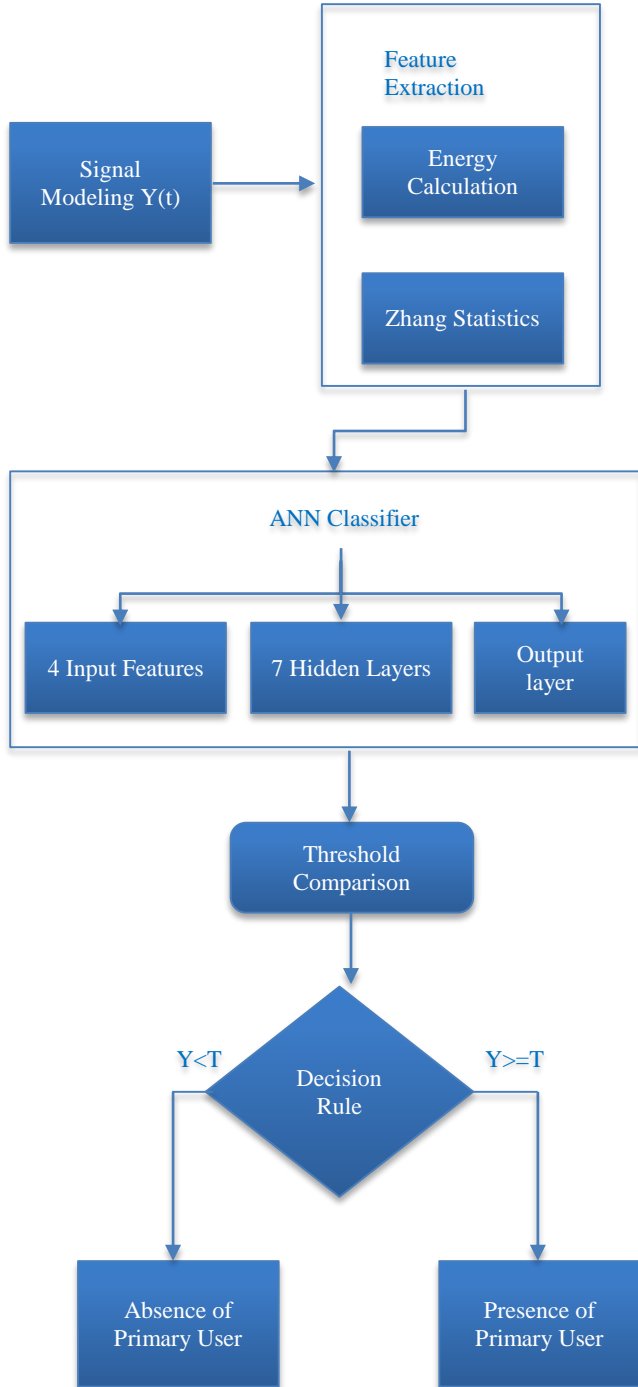 Feature
Extraction
Signal
Modeling Y(t)
Energy
Calculation
Zhang Statistics
ANN Classifier
4 Input Features
7 Hidden Layers
Output
layer
Threshold
Comparison
Y<T
Y>=T
Decision
Rule
Absence of
Primary User
Presence of
Primary User